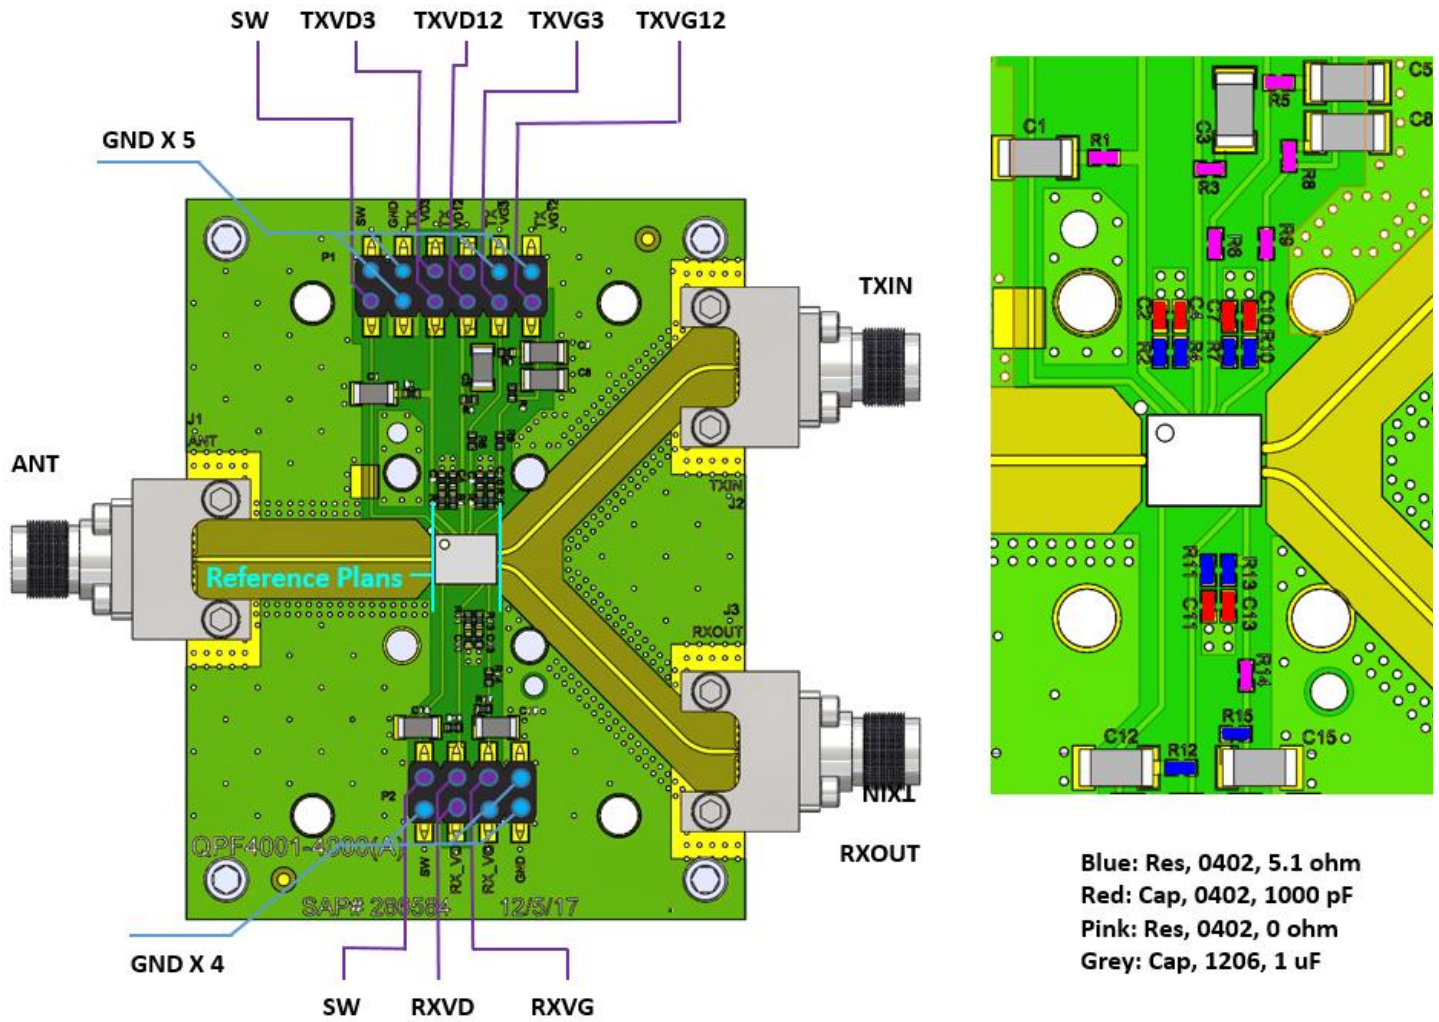 SW TXVD3 TXVD12 TXVG3 TXVG12
GND X 5
SW GND TX VD3 TX VD12 TX VG3 TX VG12
P1
TXIN
C8
J1
ANT
ANT
R6 R9
TXIN
J2
Reference Plans
J3
RXOUT
P2
TXIN
QPF4001-4000(A)
RXOUT
SW RX_VD RX_VG GND
SAP# 286584 12/5/17
GND X 4
SW RXVD RXVG
C5
R5
C1 R1 C3 C8
R3 R8
R6 R9
C2 C4 C7 C10
R2 R7 R10
R11 R13
C11 C13
R14
R15
C12 R12 C15
Blue: Res, 0402, 5.1 ohm
Red: Cap, 0402, 1000 pF
Pink: Res, 0402, 0 ohm
Grey: Cap, 1206, 1 uF